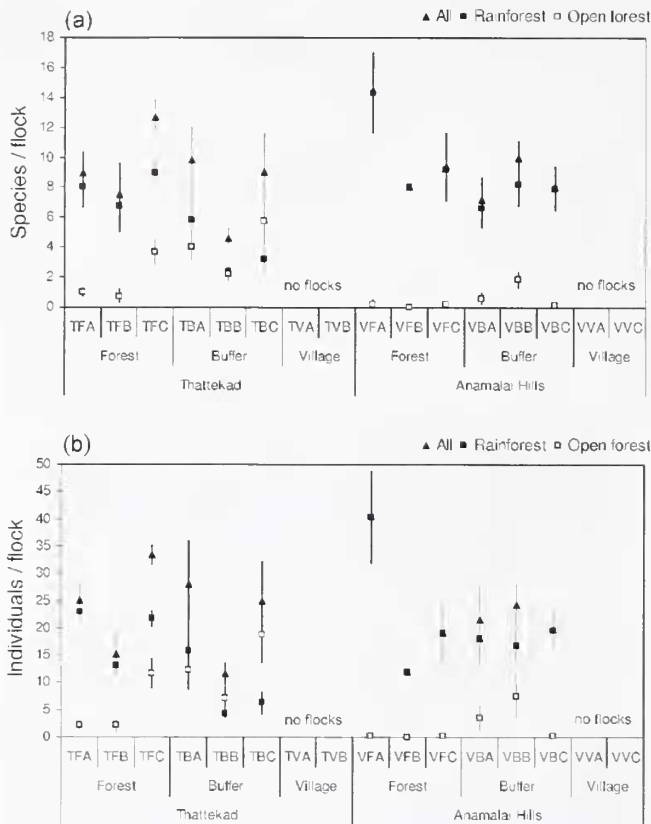 (a)
▲ All ■ Rainforest □ Open forest
Species / flock
18
16
14
12
10
8
6
4
2
0
no flocks
no flocks
TFA TFB TFC TBA TBB TBC TVA TVB VFA VFB VFC VBA VBB VBC VVA VVC
Forest Buffer Village Forest Buffer Village
Thattekad Anamalai Hills
(b)
▲ All ■ Rainforest □ Open forest
Individuals / flock
50
45
40
35
30
25
20
15
10
5
0
no flocks
no flocks
TFA TFB TFC TBA TBB TBC TVA TVB VFA VFB VFC VBA VBB VBC VVA VVC
Forest Buffer Village Forest Buffer Village
Thattekad Anamalai Hills